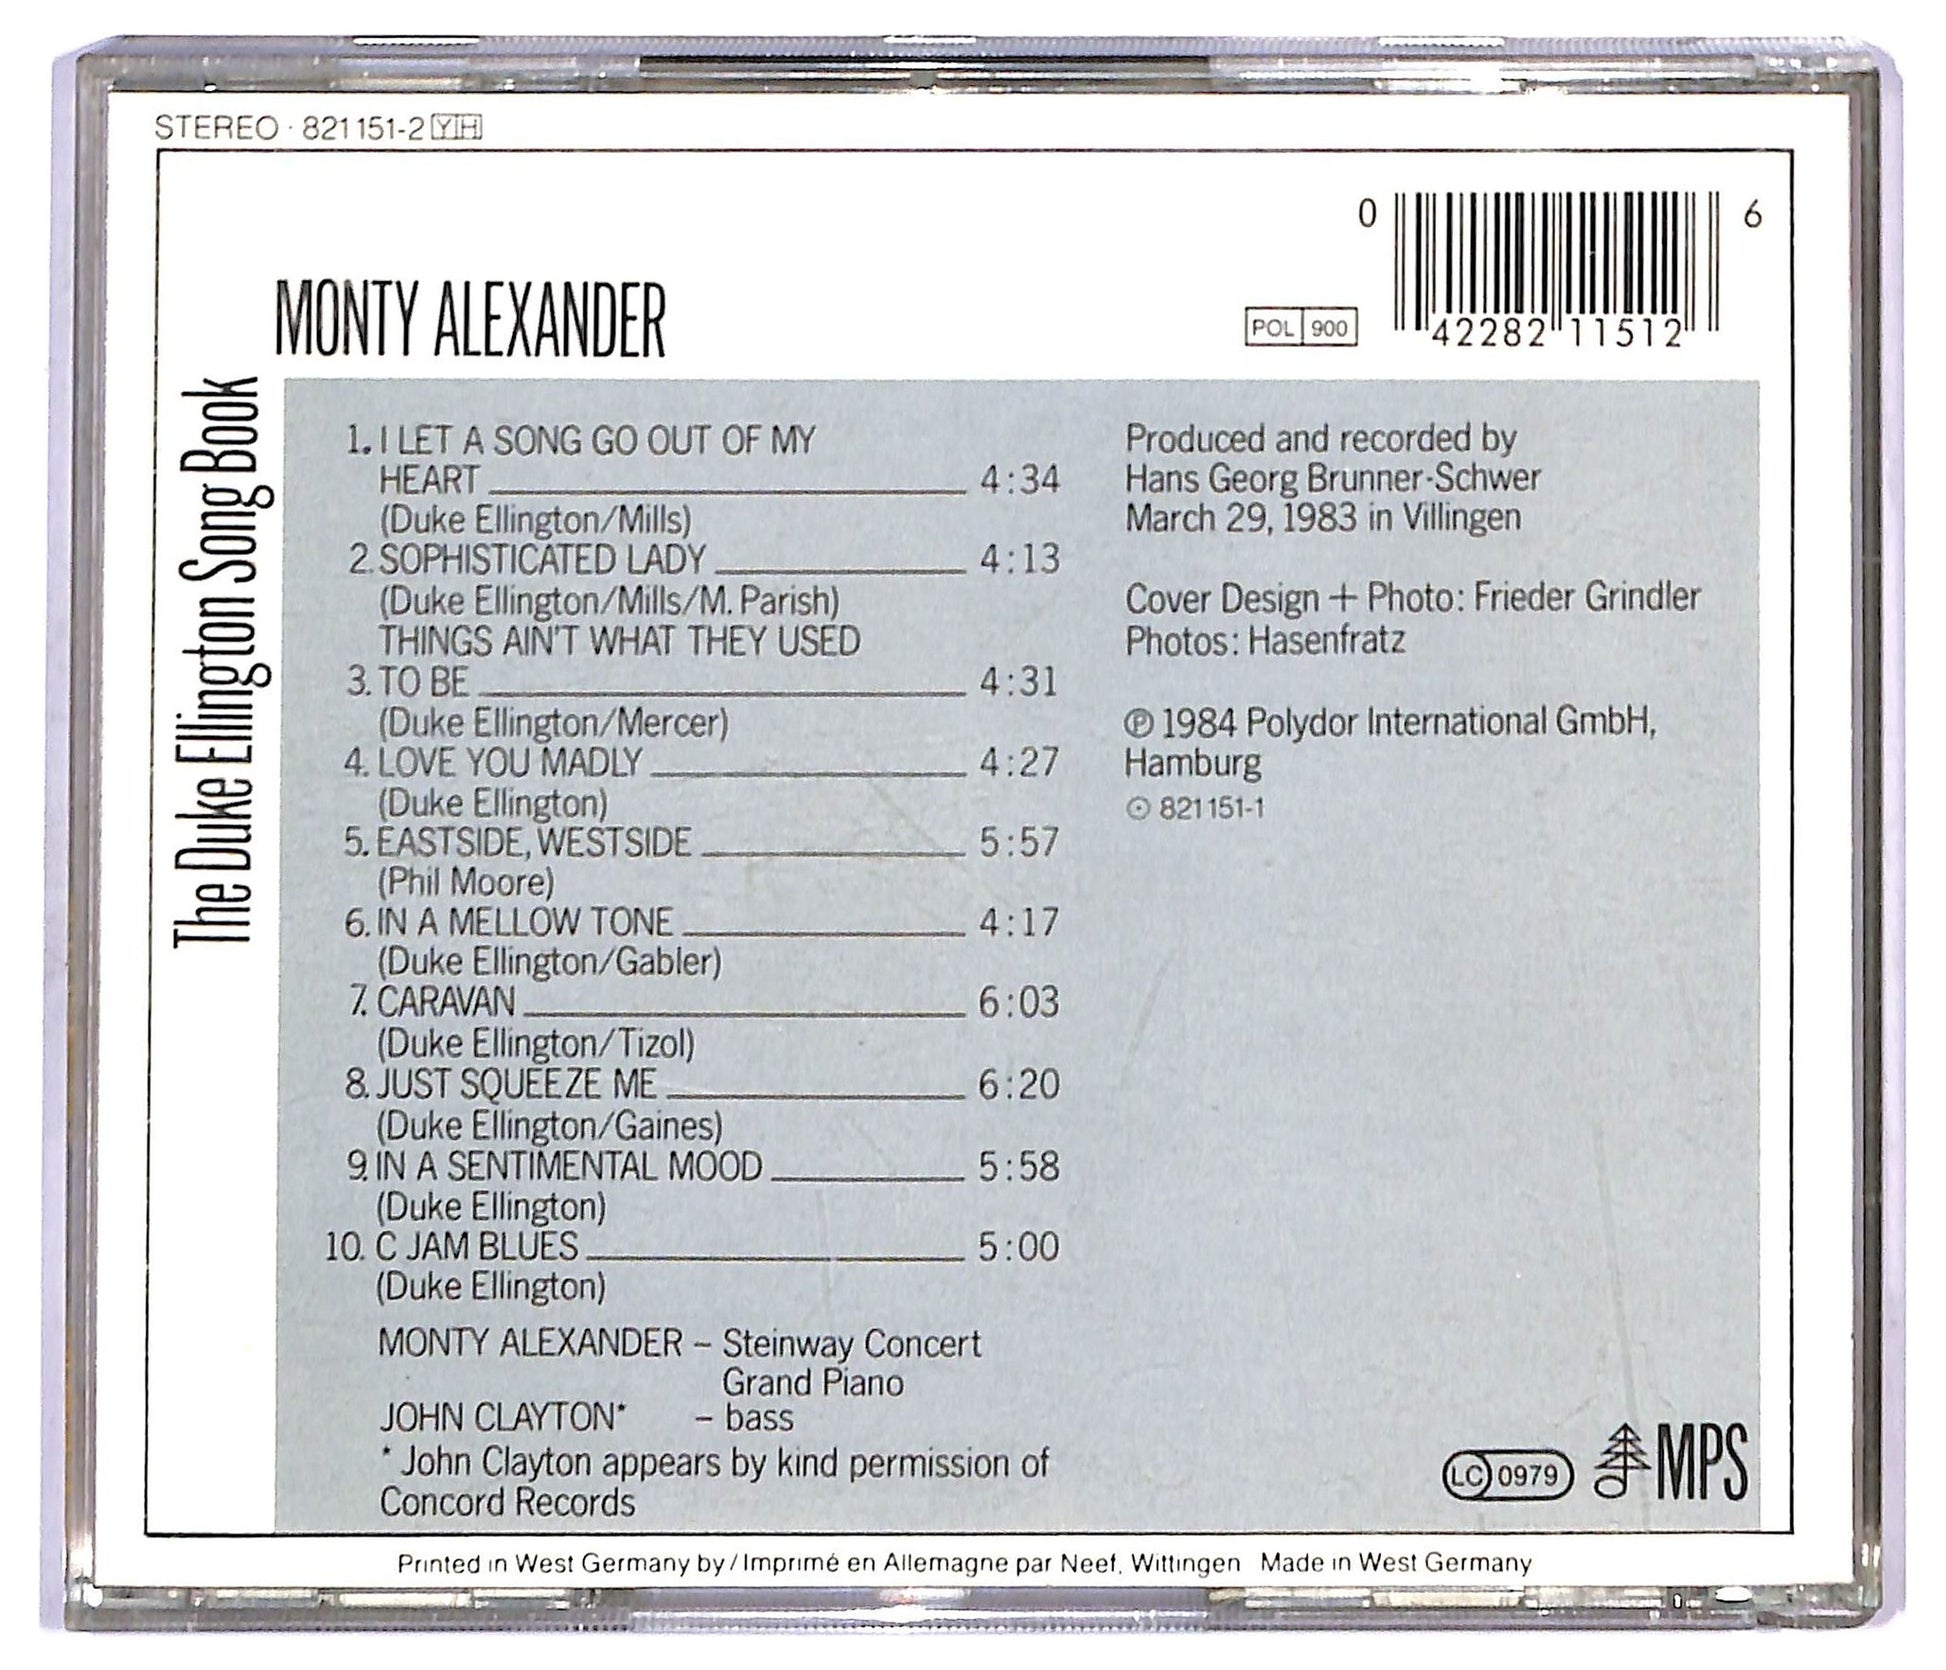 STEREO · 821 151-2 YH
0 42282 11512 6
POL 900
MONTY ALEXANDER
The Duke Ellington Song Book
1. I LET A SONG GO OUT OF MY
HEART 4:34
(Duke Ellington/Mills)
2. SOPHISTICATED LADY 4:13
(Duke Ellington/Mills/M. Parish)
THINGS AIN'T WHAT THEY USED
3. TO BE 4:31
(Duke Ellington/Mercer)
4. LOVE YOU MADLY 4:27
(Duke Ellington)
5. EASTSIDE, WESTSIDE 5:57
(Phil Moore)
6. IN A MELLOW TONE 4:17
(Duke Ellington/Gabler)
7. CARAVAN 6:03
(Duke Ellington/Tizol)
8. JUST SQUEEZE ME 6:20
(Duke Ellington/Gaines)
9. IN A SENTIMENTAL MOOD 5:58
(Duke Ellington)
10. C JAM BLUES 5:00
(Duke Ellington)
MONTY ALEXANDER – Steinway Concert
Grand Piano
JOHN CLAYTON* – bass
* John Clayton appears by kind permission of
Concord Records
Produced and recorded by
Hans Georg Brunner-Schwer
March 29, 1983 in Villingen
Cover Design + Photo: Frieder Grindler
Photos: Hasenfratz
℗ 1984 Polydor International GmbH,
Hamburg
⊙ 821 151-1
LC 0979
MPS
Printed in West Germany by / Imprimé en Allemagne par Neef, Wittingen · Made in West Germany